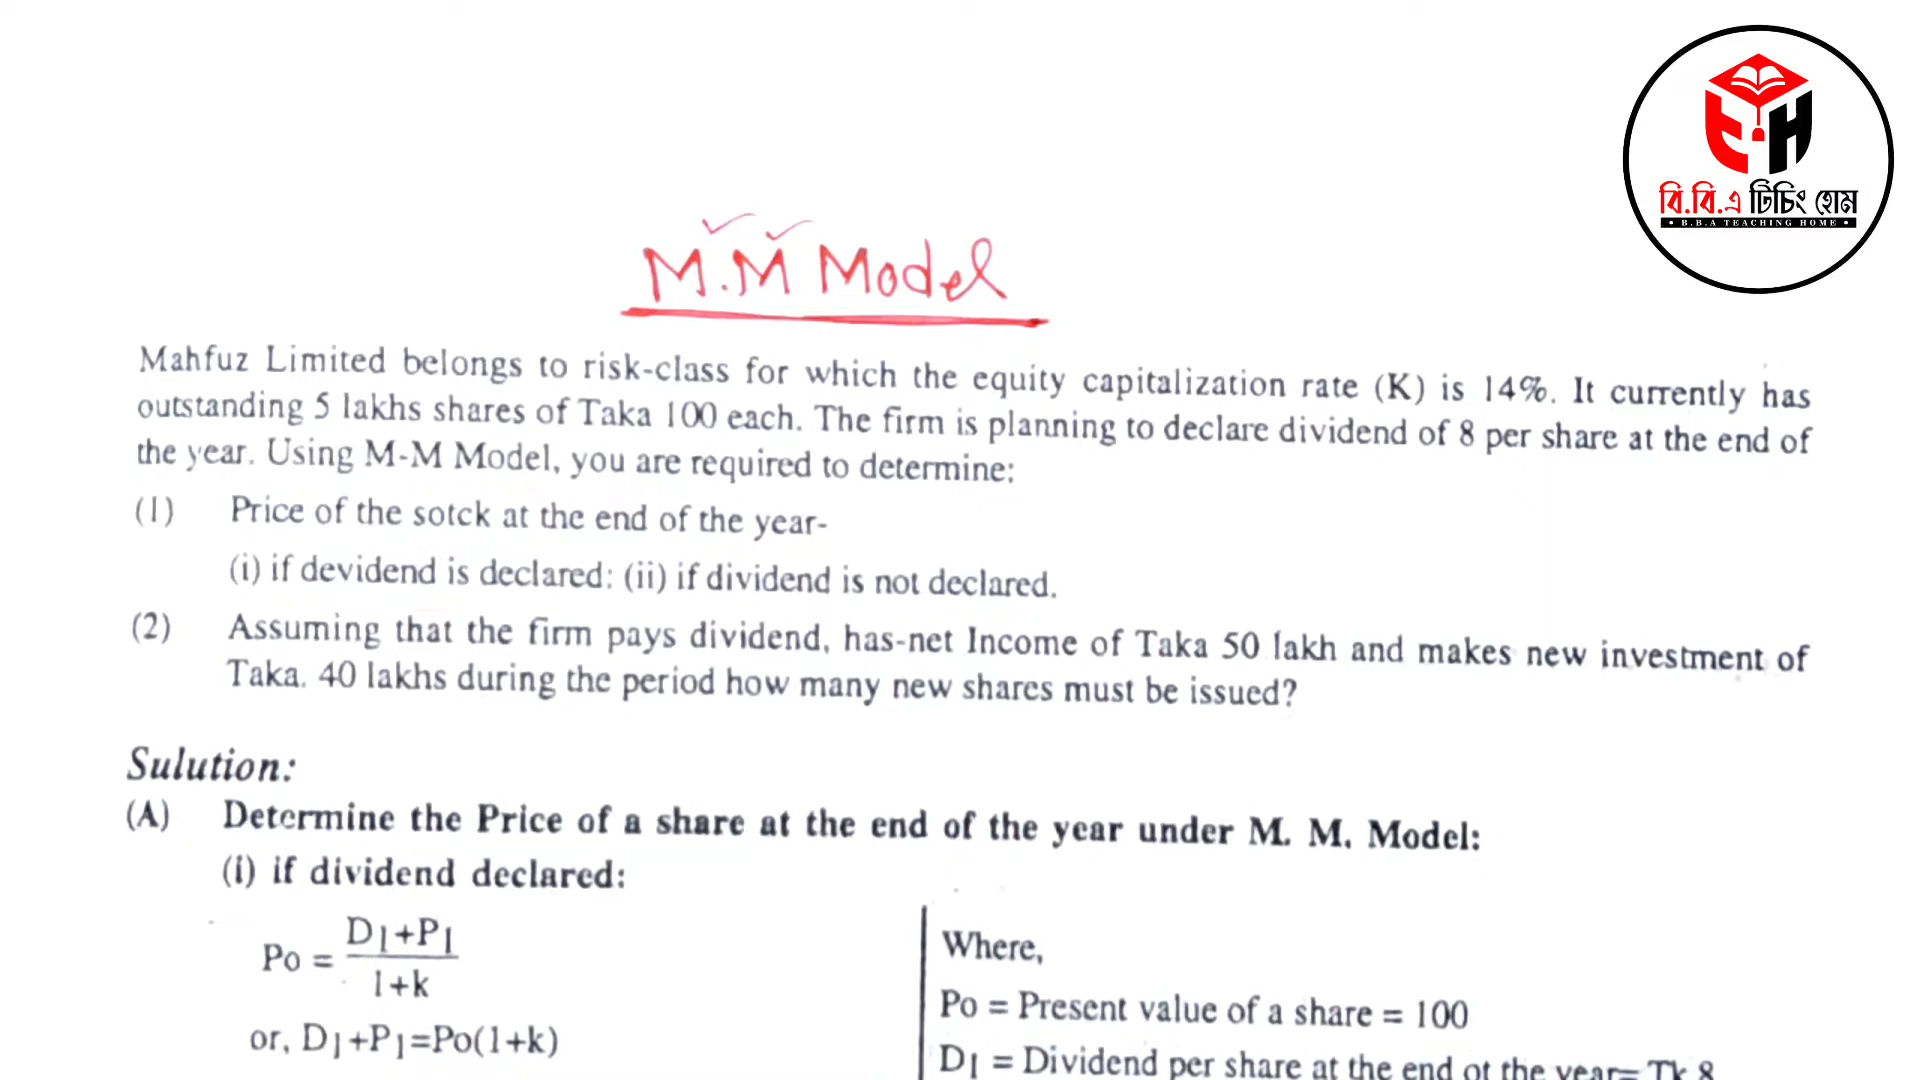 বি.বি.এ টিচিং হোম
• B.B.A TEACHING HOME •
M.M Model
Mahfuz Limited belongs to risk-class for which the equity capitalization rate (K) is 14%. It currently has
outstanding 5 lakhs shares of Taka 100 each. The firm is planning to declare dividend of 8 per share at the end of
the year. Using M-M Model, you are required to determine:
(1) Price of the sotck at the end of the year-
(i) if devidend is declared: (ii) if dividend is not declared.
(2) Assuming that the firm pays dividend, has-net Income of Taka 50 lakh and makes new investment of
Taka. 40 lakhs during the period how many new shares must be issued?
Sulution:
(A) Determine the Price of a share at the end of the year under M. M. Model:
(i) if dividend declared:
Po = D1+P1
1+k
or, D1+P1=Po(1+k)
Where,
Po = Present value of a share = 100
D1 = Dividend per share at the end of the year= Tk 8